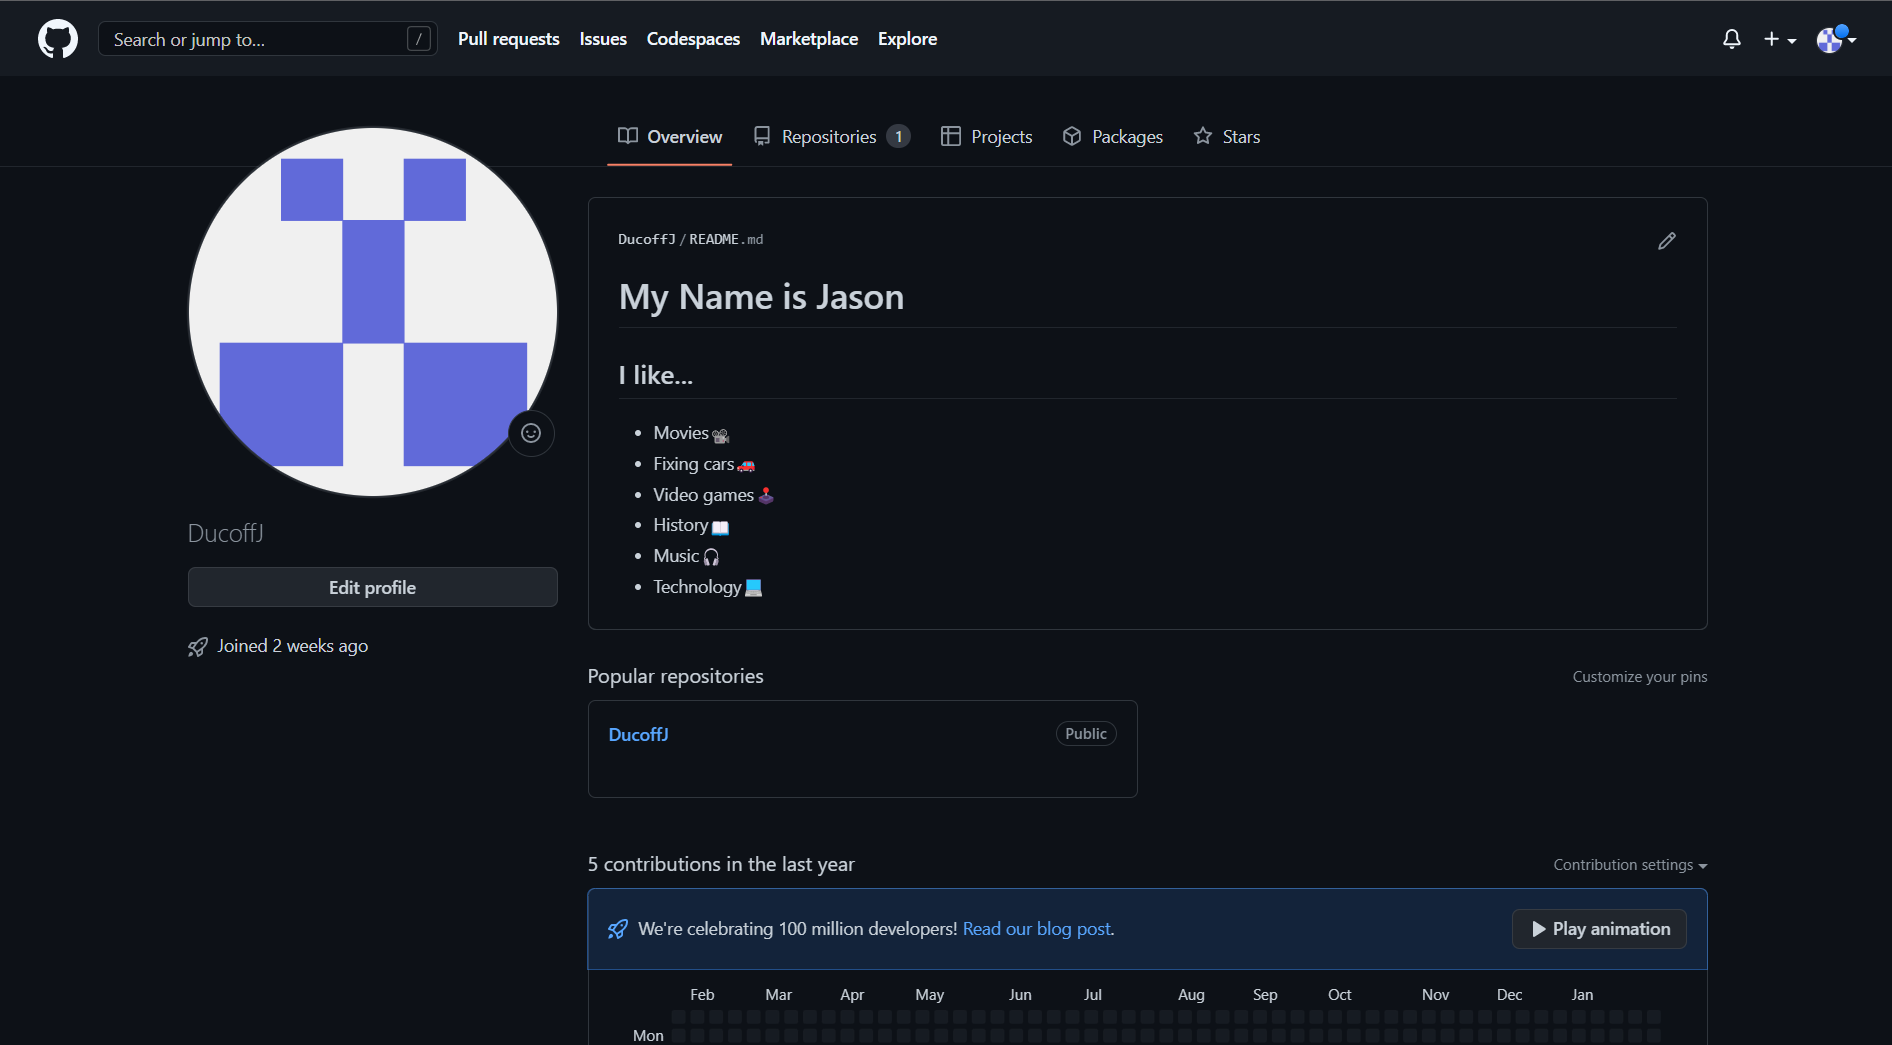 Search or jump to... /
Pull requests Issues Codespaces Marketplace Explore
Overview Repositories 1 Projects Packages Stars
DucoffJ/README.md
My Name is Jason
I like...
Movies
Fixing cars
Video games
History
Music
Technology
DucoffJ
Edit profile
Joined 2 weeks ago
Popular repositories
Customize your pins
DucoffJ Public
5 contributions in the last year
Contribution settings
We're celebrating 100 million developers! Read our blog post.
Play animation
Feb Mar Apr May Jun Jul Aug Sep Oct Nov Dec Jan
Mon